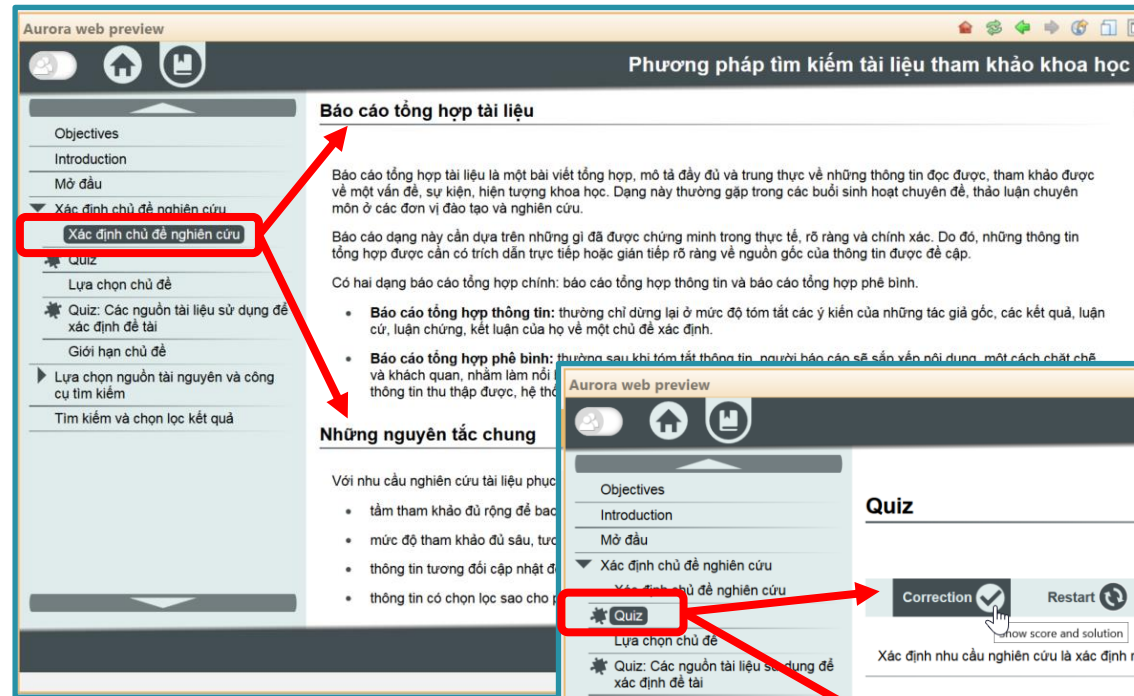 Aurora web preview
Phương pháp tìm kiếm tài liệu tham khảo khoa học
Objectives
Introduction
Mở đầu
Xác định chủ đề nghiên cứu
Xác định chủ đề nghiên cứu
Quiz
Lựa chọn chủ đề
Quiz: Các nguồn tài liệu sử dụng để
xác định đề tài
Giới hạn chủ đề
Lựa chọn nguồn tài nguyên và công
cụ tìm kiếm
Tìm kiếm và chọn lọc kết quả
Báo cáo tổng hợp tài liệu
Báo cáo tổng hợp tài liệu là một bài viết tổng hợp, mô tả đầy đủ và trung thực về những thông tin đọc được, tham khảo được
về một vấn đề, sự kiện, hiện tượng khoa học. Dạng này thường gặp trong các buổi sinh hoạt chuyên đề, thảo luận chuyên
môn ở các đơn vị đào tạo và nghiên cứu.
Báo cáo dạng này cần dựa trên những gì đã được chứng minh trong thực tế, rõ ràng và chính xác. Do đó, những thông tin
tổng hợp được cần có trích dẫn trực tiếp hoặc gián tiếp rõ ràng về nguồn gốc của thông tin được đề cập.
Có hai dạng báo cáo tổng hợp chính: báo cáo tổng hợp thông tin và báo cáo tổng hợp phê bình.
Báo cáo tổng hợp thông tin: thường chỉ dừng lại ở mức độ tóm tắt các ý kiến của những tác giả gốc, các kết quả, luận
cứ, luận chứng, kết luận của họ về một chủ đề xác định.
Báo cáo tổng hợp phê bình: thường sau khi tóm tắt thông tin, người báo cáo sẽ sắp xếp nội dung, một cách chặt chẽ
và khách quan, nhằm làm nổi
thông tin thu thập được, hệ
Những nguyên tắc chung
Với nhu cầu nghiên cứu tài liệu phục
tầm tham khảo đủ rộng để
mức độ tham khảo đủ sâu,
thông tin tương đối cập nhật
thông tin có chọn lọc sao cho
Aurora web preview
Objectives
Introduction
Mở đầu
Xác định chủ đề nghiên cứu
Xác định chủ đề nghiên cứu
Quiz
Lựa chọn chủ đề
Quiz: Các nguồn tài liệu sử dụng để
xác định đề tài
Quiz
Correction
Restart
Show score and solution
Xác định nhu cầu nghiên cứu là xác định